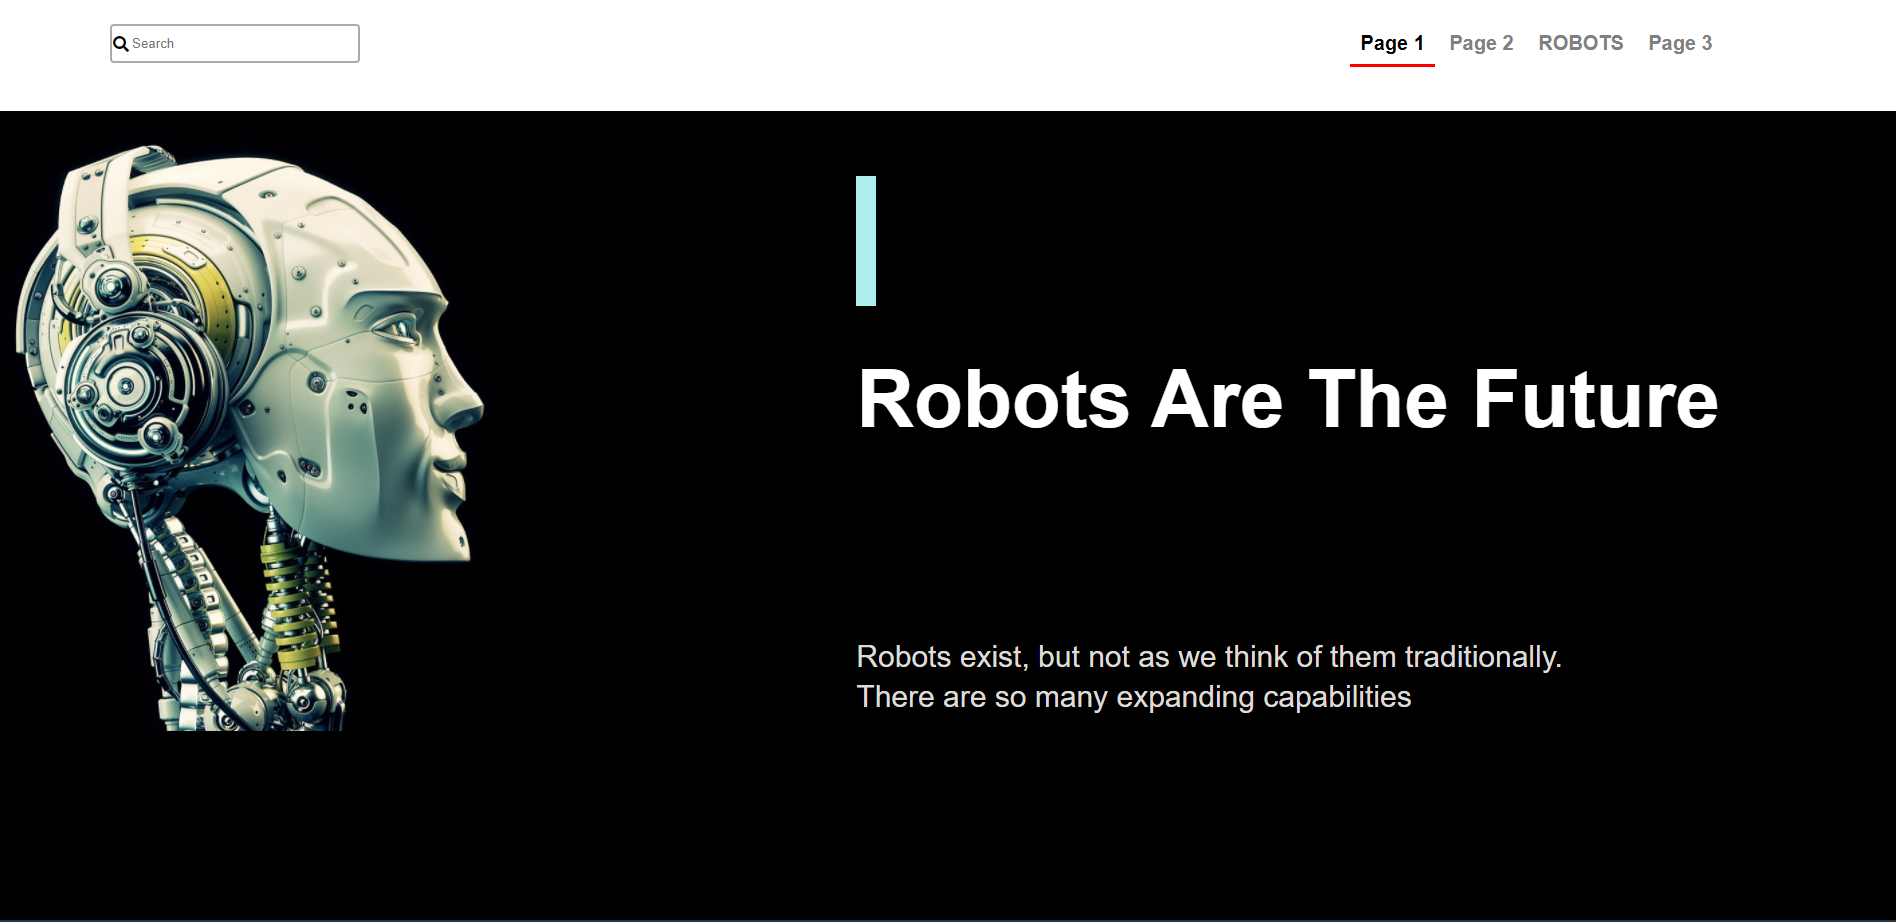 Search
Page 1 Page 2 ROBOTS Page 3
Robots Are The Future
Robots exist, but not as we think of them traditionally.
There are so many expanding capabilities